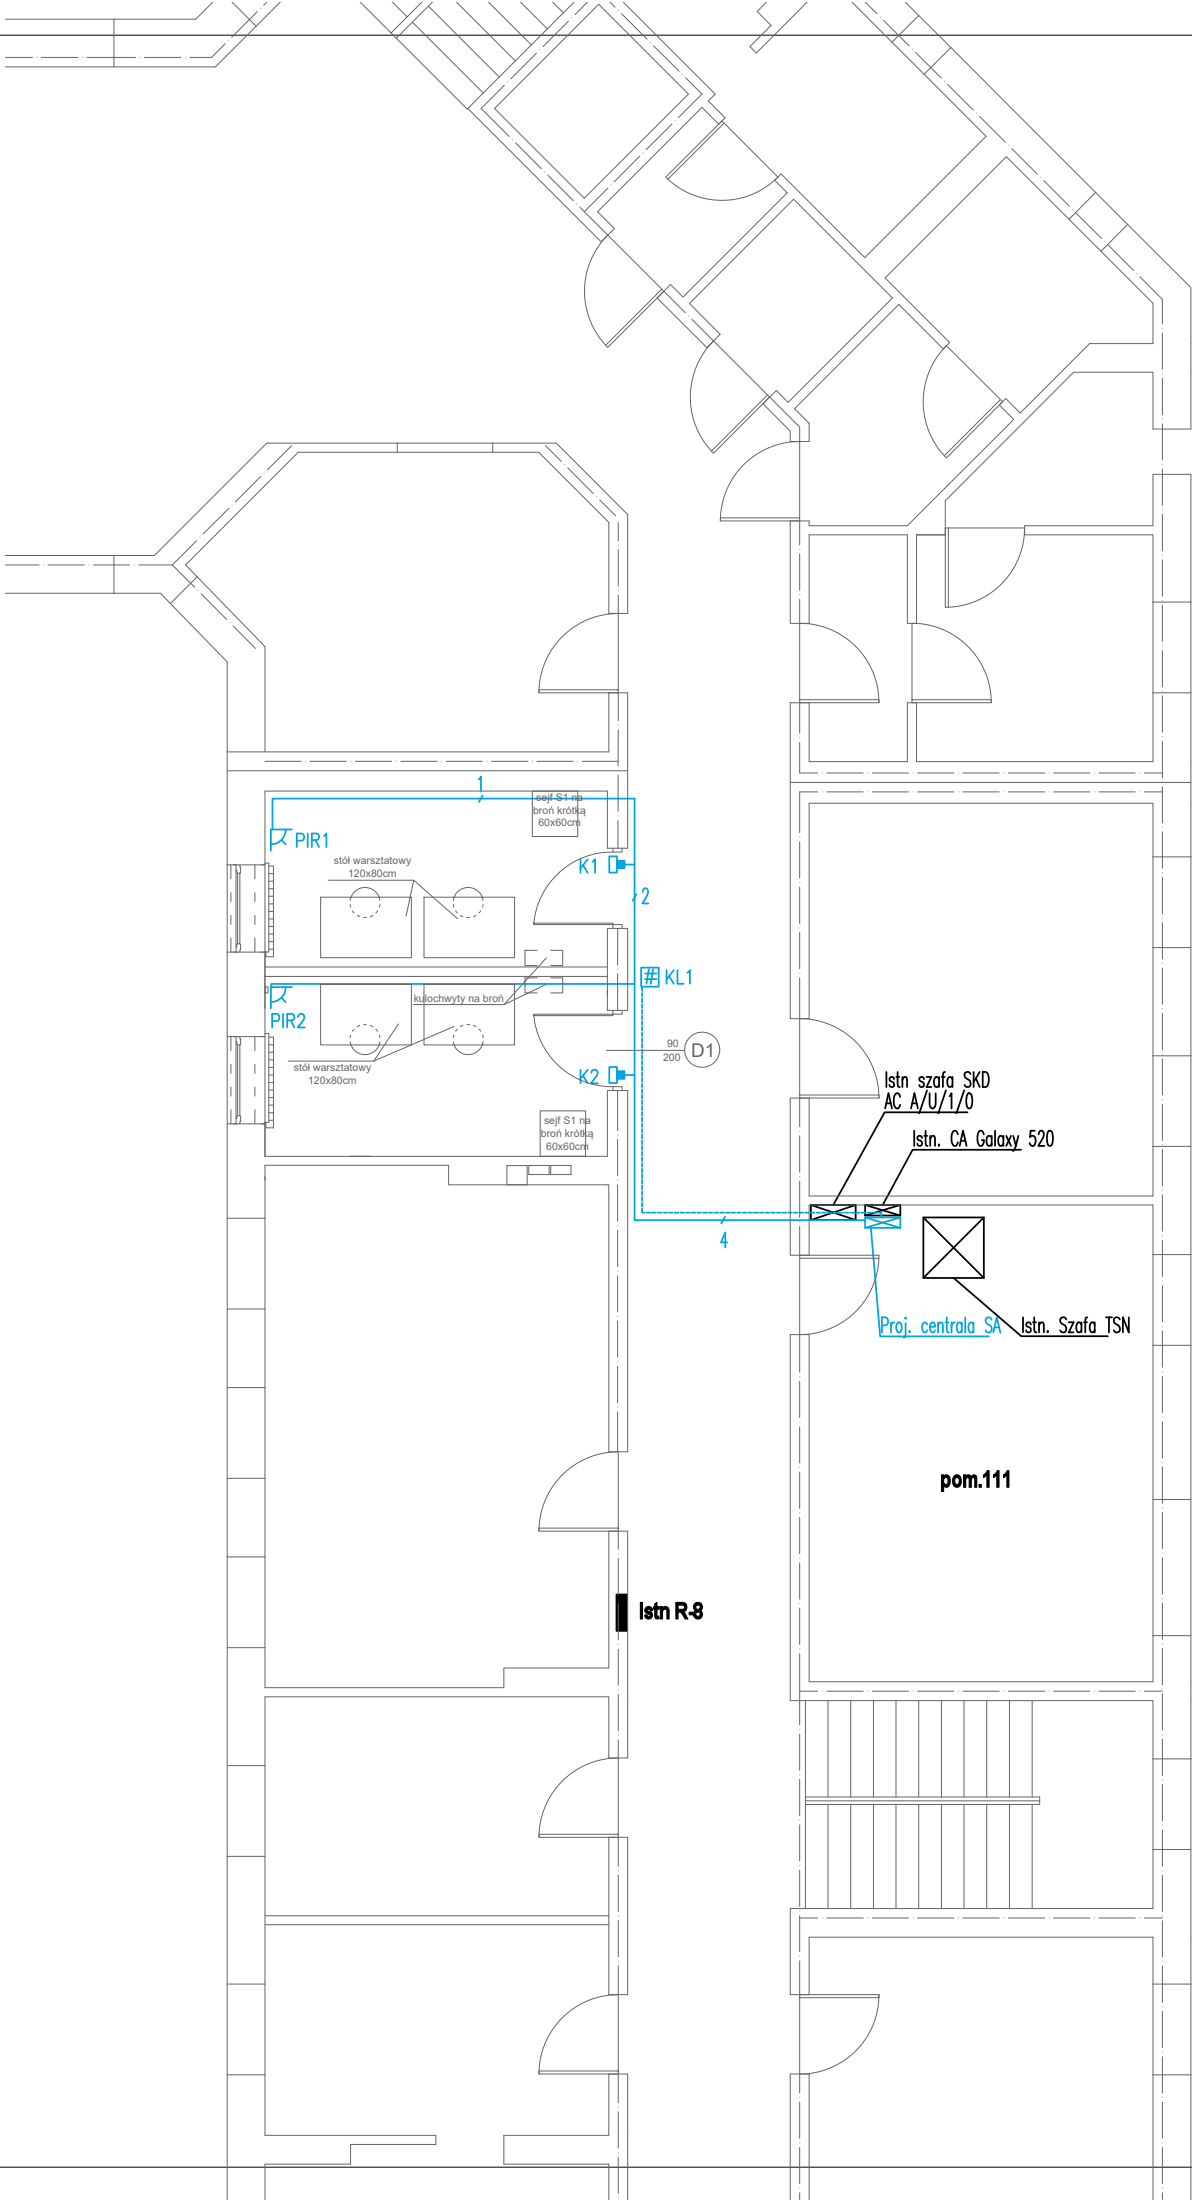 1
sejf S1 na
broń krótką
60x60cm
PIR1
stół warsztatowy
120x80cm
K1
2
# KL1
kulochwyty na broń
PIR2
90
200
D1
stół warsztatowy
120x80cm
K2
Istn szafa SKD
AC A/U/1/0
sejf S1 na
broń krótką
60x60cm
Istn. CA Galaxy 520
4
Proj. centrala SA
Istn. Szafa TSN
pom.111
Istn R-8